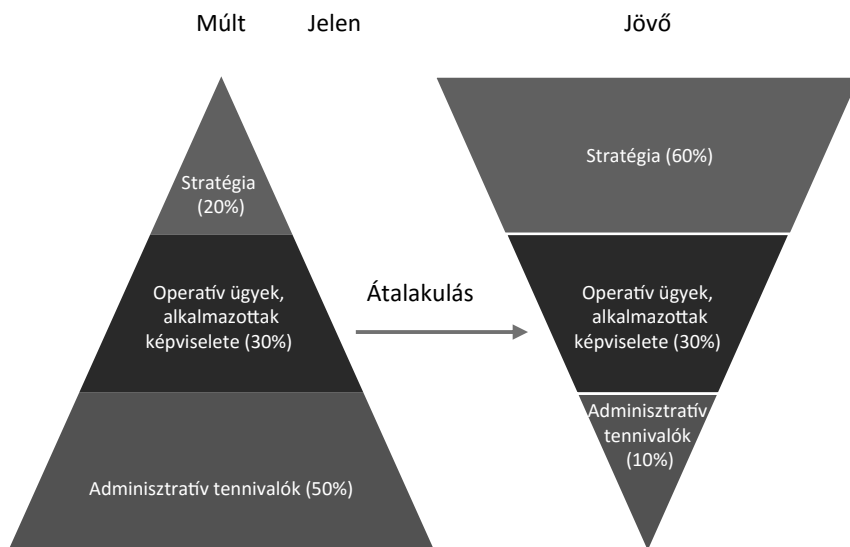 Múlt
Jelen
Jövő
Stratégia
(20%)
Operatív ügyek,
alkalmazottak
képviselete (30%)
Adminisztratív tennivalók (50%)
Átalakulás
Stratégia (60%)
Operatív ügyek,
alkalmazottak
képviselete (30%)
Adminisztratív
tennivalók
(10%)